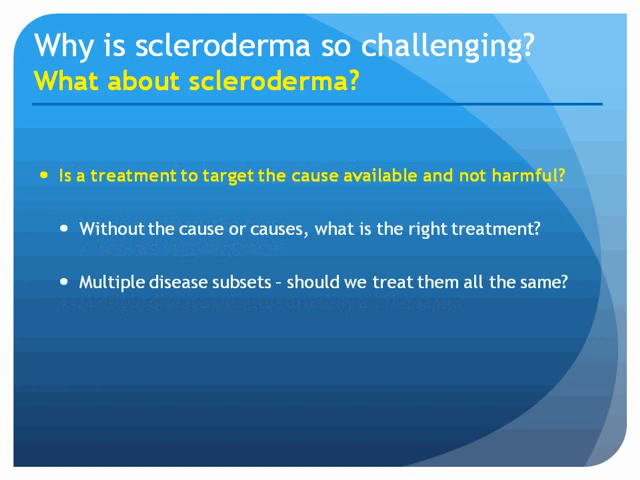 Why is scleroderma so challenging?
What about scleroderma?
• Is a treatment to target the cause available and not harmful?
• Without the cause or causes, what is the right treatment?
• Multiple disease subsets – should we treat them all the same?